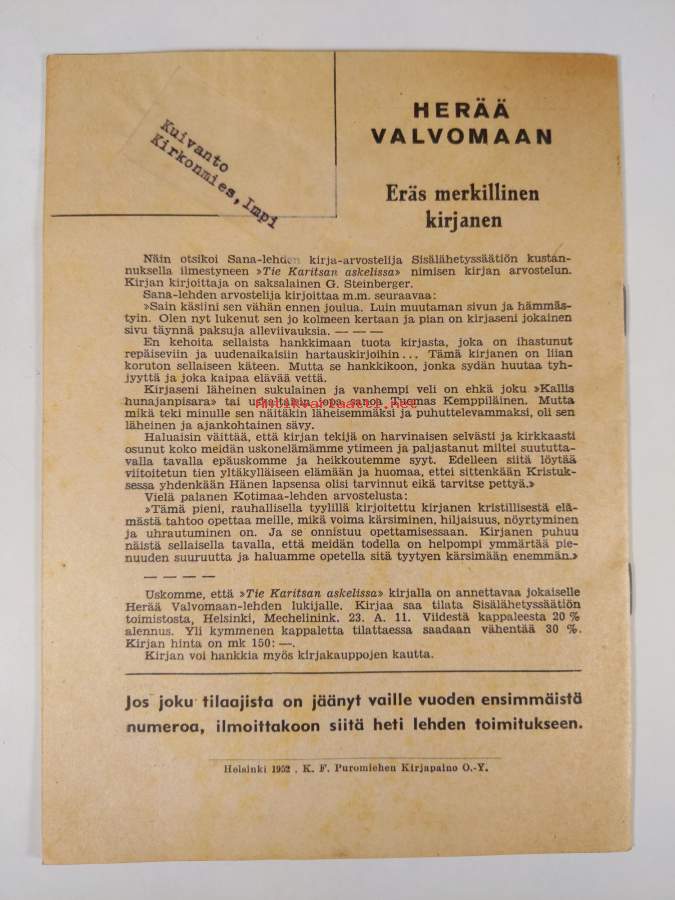 Kuivanto
Kirkonmies, Impi
HERÄÄ
VALVOMAAN
Eräs merkillinen
kirjanen
Näin otsikoi Sana-lehden kirja-arvostelija Sisälähetyssäätiön kustan-
nuksella ilmestyneen »Tie Karitsan askelissa» nimisen kirjan arvostelun.
Kirjan kirjoittaja on saksalainen G. Steinberger.
Sana-lehden arvostelija kirjoittaa m.m. seuraavaa:
»Sain käsiini sen vähän ennen joulua. Luin muutaman sivun ja hämmäs-
tyin. Olen nyt lukenut sen jo kolmeen kertaan ja pian on kirjaseni jokainen
sivu täynnä paksuja alleviivauksia. — — —
En kehoita sellaista hankkimaan tuota kirjasta, joka on ihastunut
repäiseviin ja uudenaikaisiin hartauskirjoihin... Tämä kirjanen on liian
koruton sellaiseen käteen. Mutta se hankkikoon, jonka sydän huutaa tyh-
jyyttä ja joka kaipaa elävää vettä.
Kirjaseni läheinen sukulainen ja vanhempi veli on ehkä joku »Kallis
hunajanpisara» tai uskaltaisin jopa sanoa Tuomas Kemppiläinen. Mutta
antikvariaatti.net
mikä teki minulle sen näitäkin läheisemmäksi ja puhuttelevammaksi, oli sen
läheinen ja ajankohtainen sävy.
Haluaisin väittää, että kirjan tekijä on harvinaisen selvästi ja kirkkaasti
osunut koko meidän uskonelämämme ytimeen ja paljastanut miltei suututta-
valla tavalla epäuskomme ja heikkoutemme syyt. Edelleen siitä löytää
viitoitetun tien yltäkylläiseen elämään ja huomaa, ettei sittenkään Kristuk-
sessa yhdenkään Hänen lapsensa olisi tarvinnut eikä tarvitse pettyä.»
Vielä palanen Kotimaa-lehden arvostelusta:
»Tämä pieni, rauhallisella tyylillä kirjoitettu kirjanen kristillisestä elä-
mästä tahtoo opettaa meille, mikä voima kärsiminen, hiljaisuus, nöyrtyminen
ja uhrautuminen on. Ja se onnistuu opettamisessaan. Kirjanen puhuu
näistä sellaisella tavalla, että meidän todella on helpompi ymmärtää pie-
nuuden suuruutta ja haluamme opetella sitä tyytyen kärsimään enemmän.»
— — — —
Uskomme, että »Tie Karitsan askelissa» kirjalla on annettavaa jokaiselle
Herää Valvomaan-lehden lukijalle. Kirjaa saa tilata Sisälähetyssäätiön
toimistosta, Helsinki, Mechelinink. 23. A. 11. Viidestä kappaleesta 20 %
alennus. Yli kymmenen kappaletta tilattaessa saadaan vähentää 30 %.
Kirjan hinta on mk 150: —.
Kirjan voi hankkia myös kirjakauppojen kautta.
Jos joku tilaajista on jäänyt vaille vuoden ensimmäistä
numeroa, ilmoittakoon siitä heti lehden toimitukseen.
Helsinki 1952 . K. F. Puromiehen Kirjapaino O.-Y.